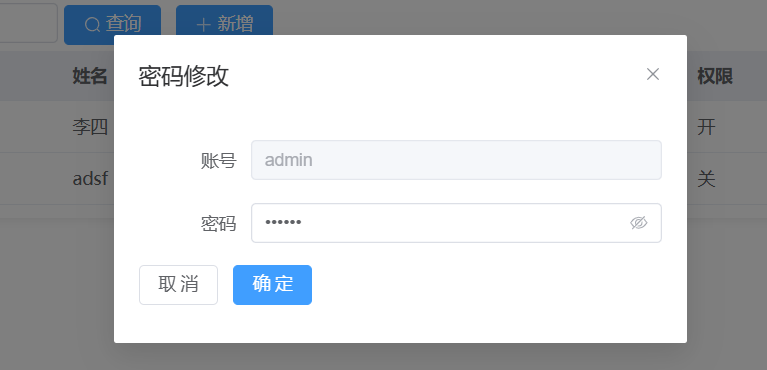 查询 新增
姓名 权限
密码修改
李四 开
账号 admin
adsf 关
密码 ••••••
取消 确定